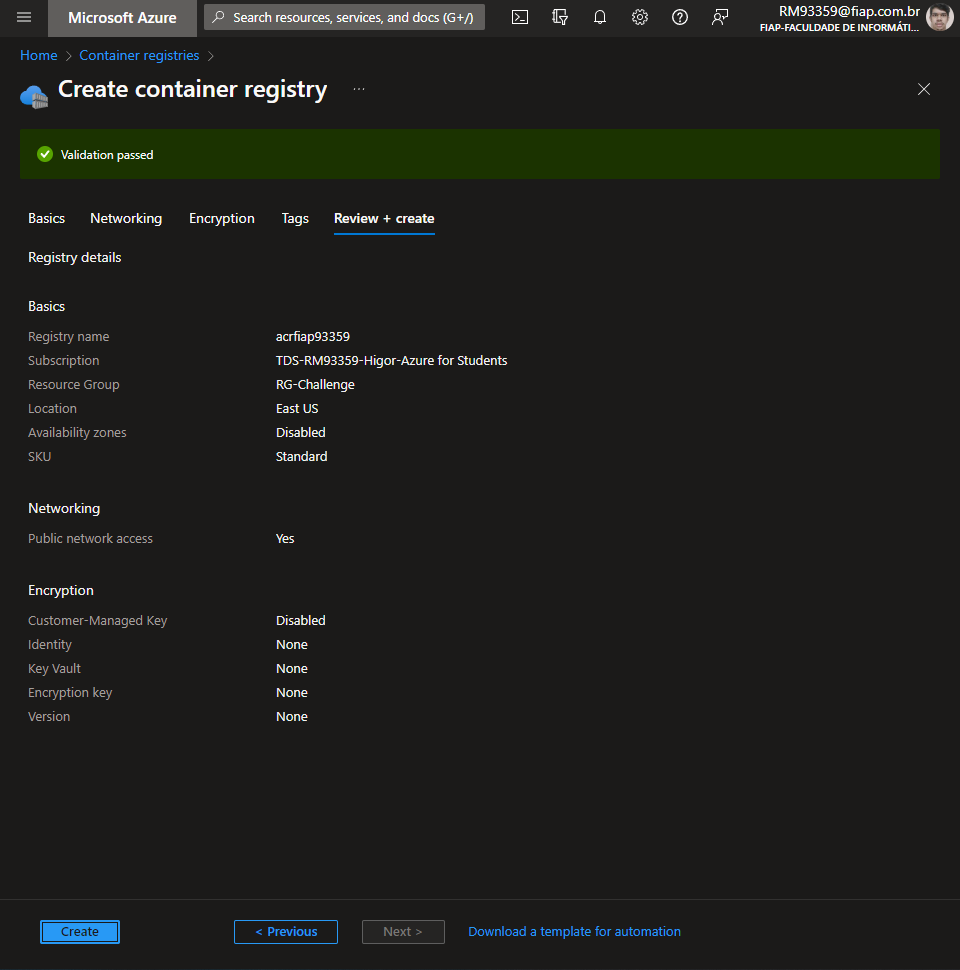 Microsoft Azure
Search resources, services, and docs (G+/)
RM93359@fiap.com.br
FIAP-FACULDADE DE INFORMÁTI...
Home > Container registries >
Create container registry ...
Validation passed
Basics Networking Encryption Tags Review + create
Registry details
Basics
Registry name acrfiap93359
Subscription TDS-RM93359-Higor-Azure for Students
Resource Group RG-Challenge
Location East US
Availability zones Disabled
SKU Standard
Networking
Public network access Yes
Encryption
Customer-Managed Key Disabled
Identity None
Key Vault None
Encryption key None
Version None
Create < Previous Next > Download a template for automation